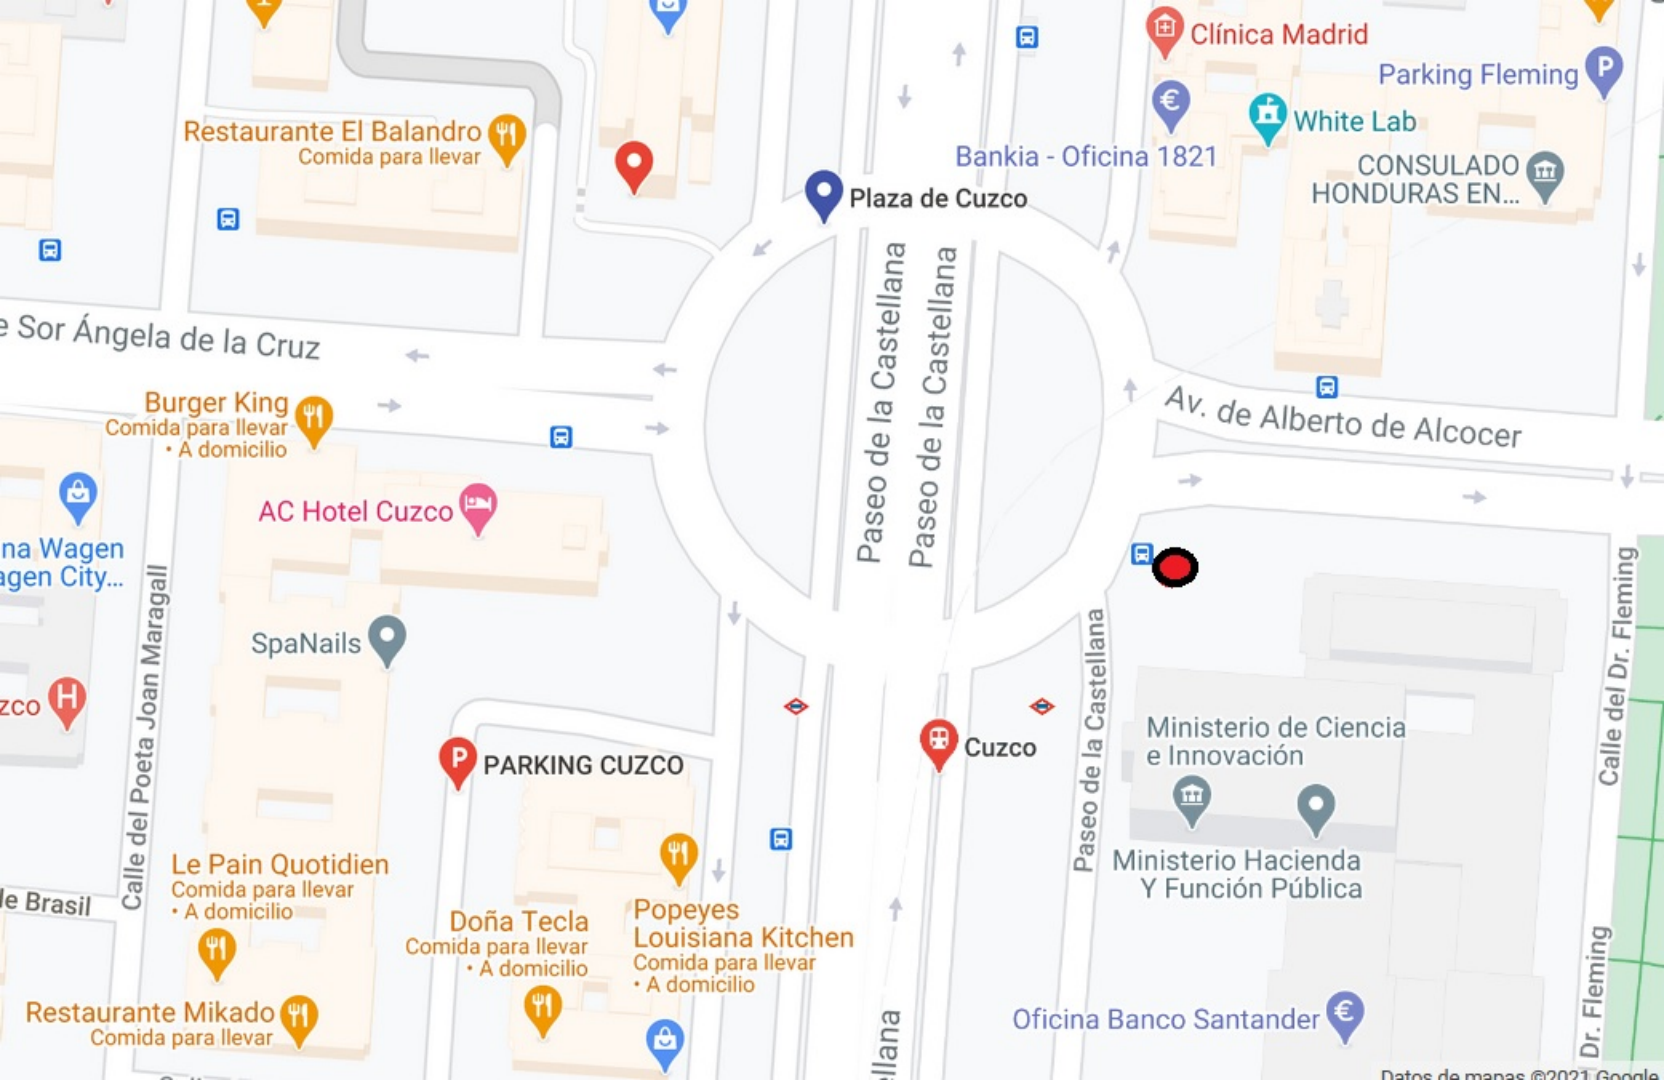 Clínica Madrid
Parking Fleming
P
€
White Lab
Restaurante El Balandro
Comida para llevar
Bankia - Oficina 1821
CONSULADO
HONDURAS EN...
Plaza de Cuzco
Paseo de la Castellana
Paseo de la Castellana
e Sor Ángela de la Cruz
Av. de Alberto de Alcocer
Burger King
Comida para llevar
• A domicilio
AC Hotel Cuzco
na Wagen
agen City...
Calle del Poeta Joan Maragall
SpaNails
zco
H
P
PARKING CUZCO
Cuzco
Paseo de la Castellana
Calle del Dr. Fleming
Ministerio de Ciencia
e Innovación
Ministerio Hacienda
Y Función Pública
Le Pain Quotidien
Comida para llevar
• A domicilio
de Brasil
Doña Tecla
Comida para llevar
• A domicilio
Popeyes
Louisiana Kitchen
Comida para llevar
• A domicilio
Restaurante Mikado
Comida para llevar
Oficina Banco Santander
€
ellana
Dr. Fleming
Datos de mapas ©2021 Google